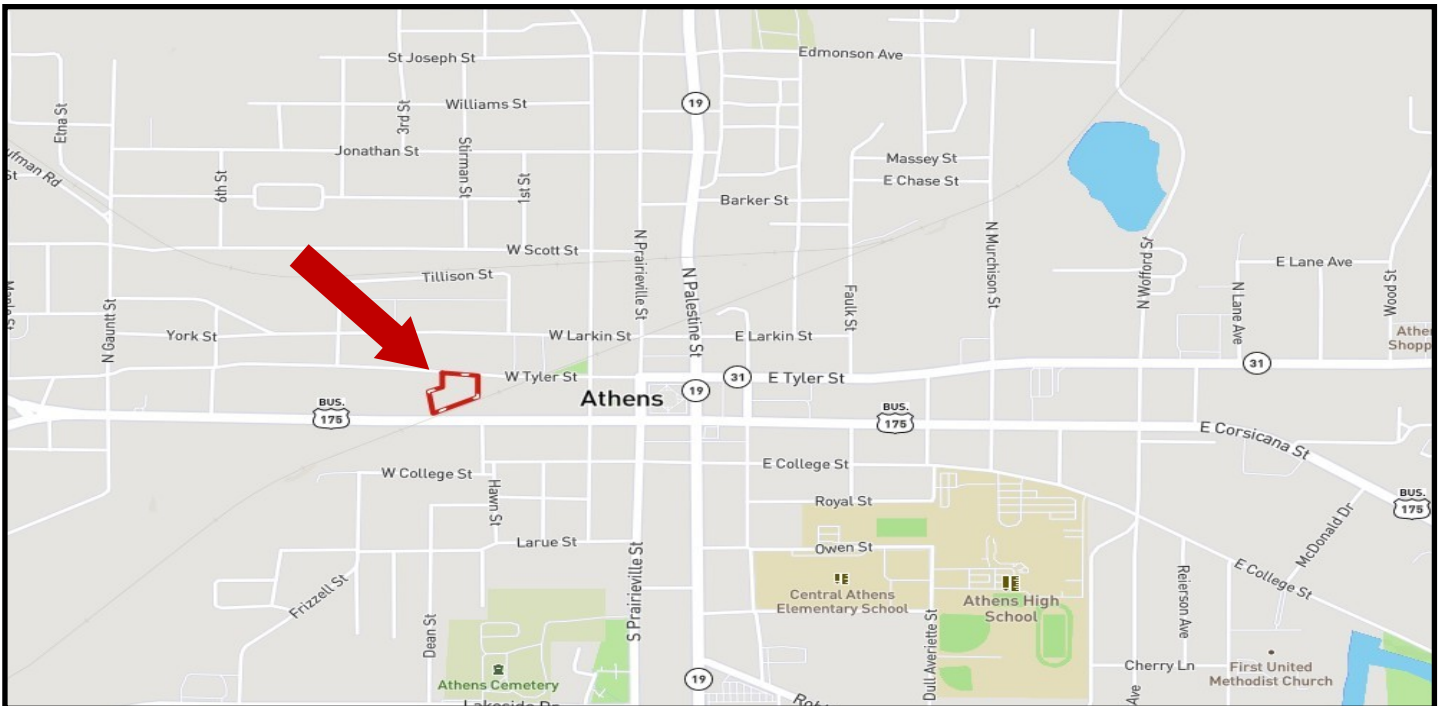 Edmonson Ave
St Joseph St
Williams St
3rd St
19
Etna St
Jonathan St
Stirman St
Massey St
E Chase St
6th St
1st St
Barker St
N Prairieville St
N Murchison St
N Wofford St
W Scott St
Tillison St
E Lane Ave
N Palestine St
Faulk St
N Lane Ave
Wood St
N Gauntt St
York St
W Larkin St
E Larkin St
31
W Tyler St
31
E Tyler St
19
Athens
BUS.
175
BUS.
175
E Corsicana St
W College St
E College St
Hawn St
Royal St
BUS.
175
McDonald Dr
Larue St
Owen St
S Prairieville St
Central Athens
Elementary School
Athens High
School
Reierson Ave
E College St
Frizzell St
Dean St
Dull Averiette St
Cherry Ln
First United
Methodist Church
Athens Cemetery
19
Ave